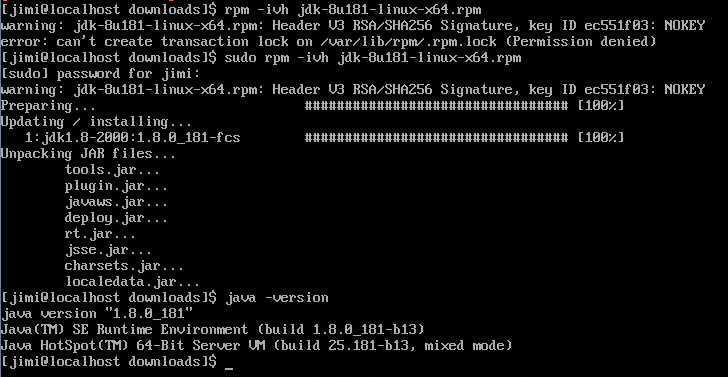 [jimi@localhost downloads]$ rpm -ivh jdk-8u181-linux-x64.rpm
warning: jdk-8u181-linux-x64.rpm: Header V3 RSA/SHA256 Signature, key ID ec551f03: NOKEY
error: can't create transaction lock on /var/lib/rpm/.rpm.lock (Permission denied)
[jimi@localhost downloads]$ sudo rpm -ivh jdk-8u181-linux-x64.rpm
[sudo] password for jimi:
warning: jdk-8u181-linux-x64.rpm: Header V3 RSA/SHA256 Signature, key ID ec551f03: NOKEY
Preparing... ################################# [100%]
Updating / installing...
1:jdk1.8-2000:1.8.0_181-fcs ################################# [100%]
Unpacking JAR files...
tools.jar...
plugin.jar...
javaws.jar...
deploy.jar...
rt.jar...
jsse.jar...
charsets.jar...
localedata.jar...
[jimi@localhost downloads]$ java -version
java version "1.8.0_181"
Java(TM) SE Runtime Environment (build 1.8.0_181-b13)
Java HotSpot(TM) 64-Bit Server VM (build 25.181-b13, mixed mode)
[jimi@localhost downloads]$ _